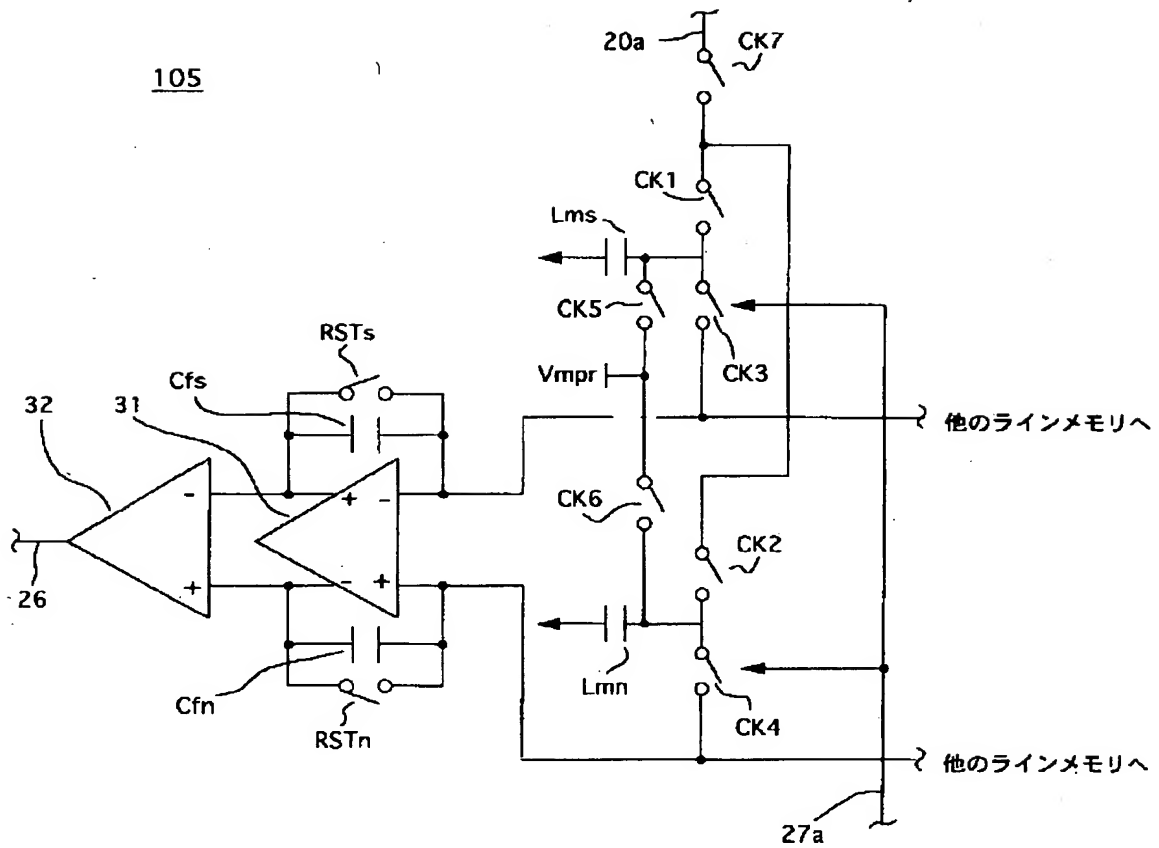 20a
CK7
105
CK1
Lms
CK5
CK3
RSTs
Vmpr
Cfs
32
31
他のラインメモリへ
-
+
-
CK6
CK2
+
-
+
26
Lmn
Cfn
CK4
RSTn
他のラインメモリへ
27a